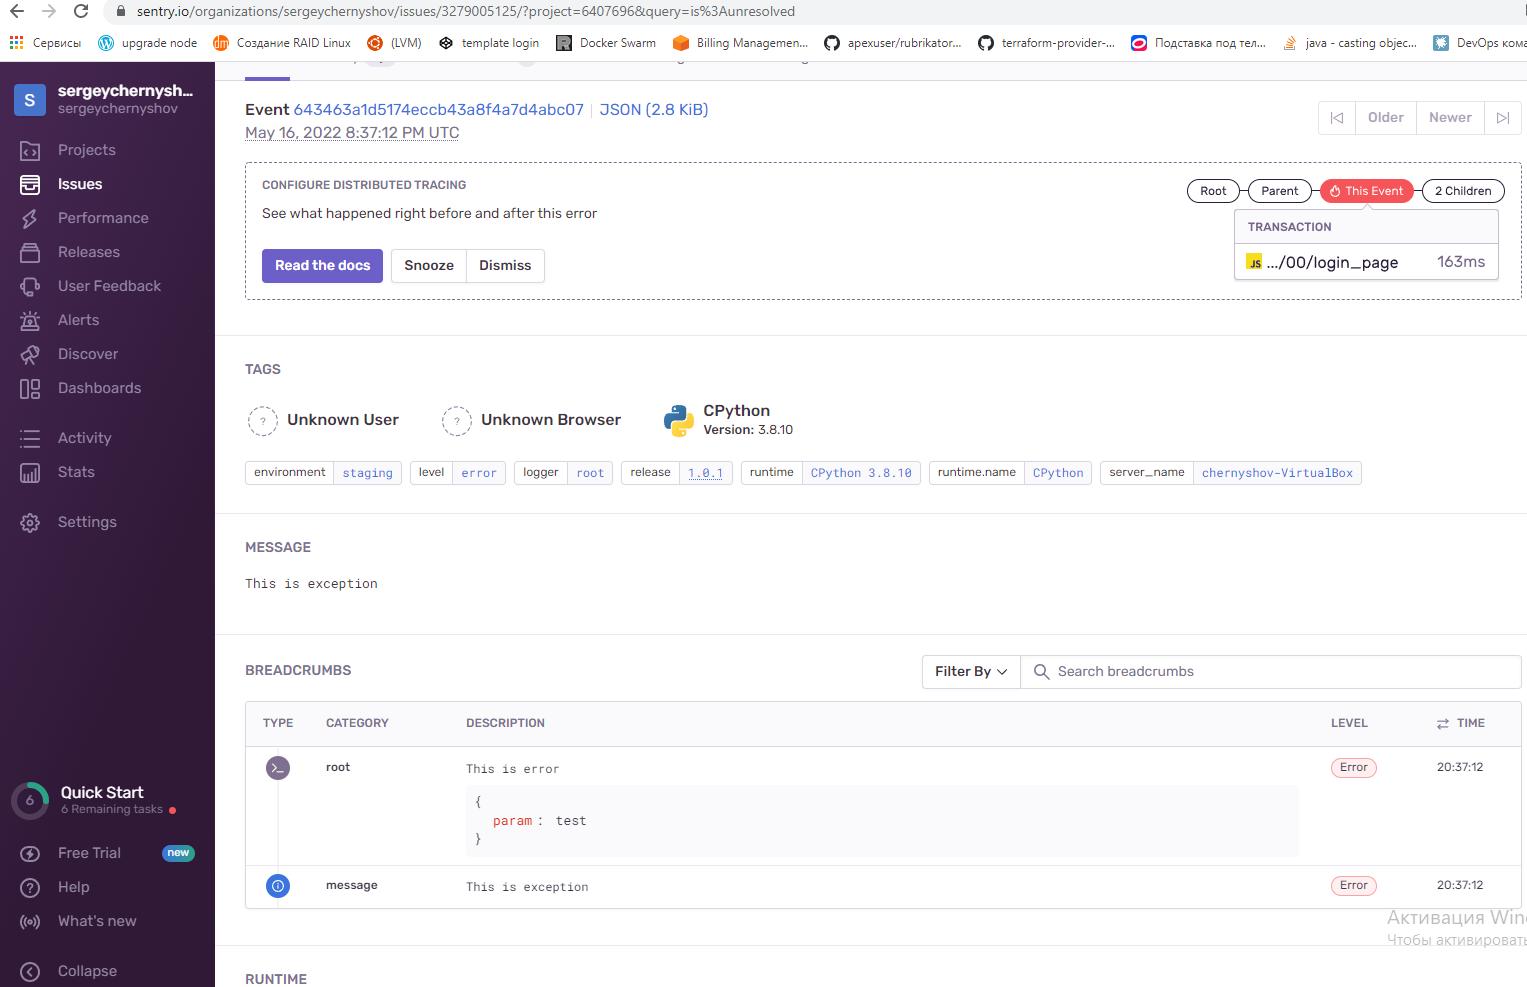 sentry.io/organizations/sergeychernyshov/issues/3279005125/?project=6407696&query=is%3Aunresolved
Сервисы upgrade node Создание RAID Linux (LVM) template login Docker Swarm Billing Managemen... apexuser/rubrikator... terraform-provider-... Подставка под тел... java - casting objec... DevOps кома
S
sergeychernysh...
sergeychernyshov
Projects
Issues
Performance
Releases
User Feedback
Alerts
Discover
Dashboards
Activity
Stats
Settings
6
Quick Start
6 Remaining tasks
Free Trial new
Help
What's new
Collapse
Event 643463a1d5174eccb43a8f4a7d4abc07 JSON (2.8 KiB)
May 16, 2022 8:37:12 PM UTC
Older Newer
CONFIGURE DISTRIBUTED TRACING
See what happened right before and after this error
Read the docs Snooze Dismiss
Root Parent This Event 2 Children
TRANSACTION
JS .../00/login_page 163ms
TAGS
? Unknown User ? Unknown Browser CPython
Version: 3.8.10
environment staging level error logger root release 1.0.1 runtime CPython 3.8.10 runtime.name CPython server_name chernyshov-VirtualBox
MESSAGE
This is exception
BREADCRUMBS
Filter By Search breadcrumbs
TYPE CATEGORY DESCRIPTION LEVEL TIME
root This is error Error 20:37:12
{
param : test
}
message This is exception Error 20:37:12
Активация Win
Чтобы активировать
RUNTIME